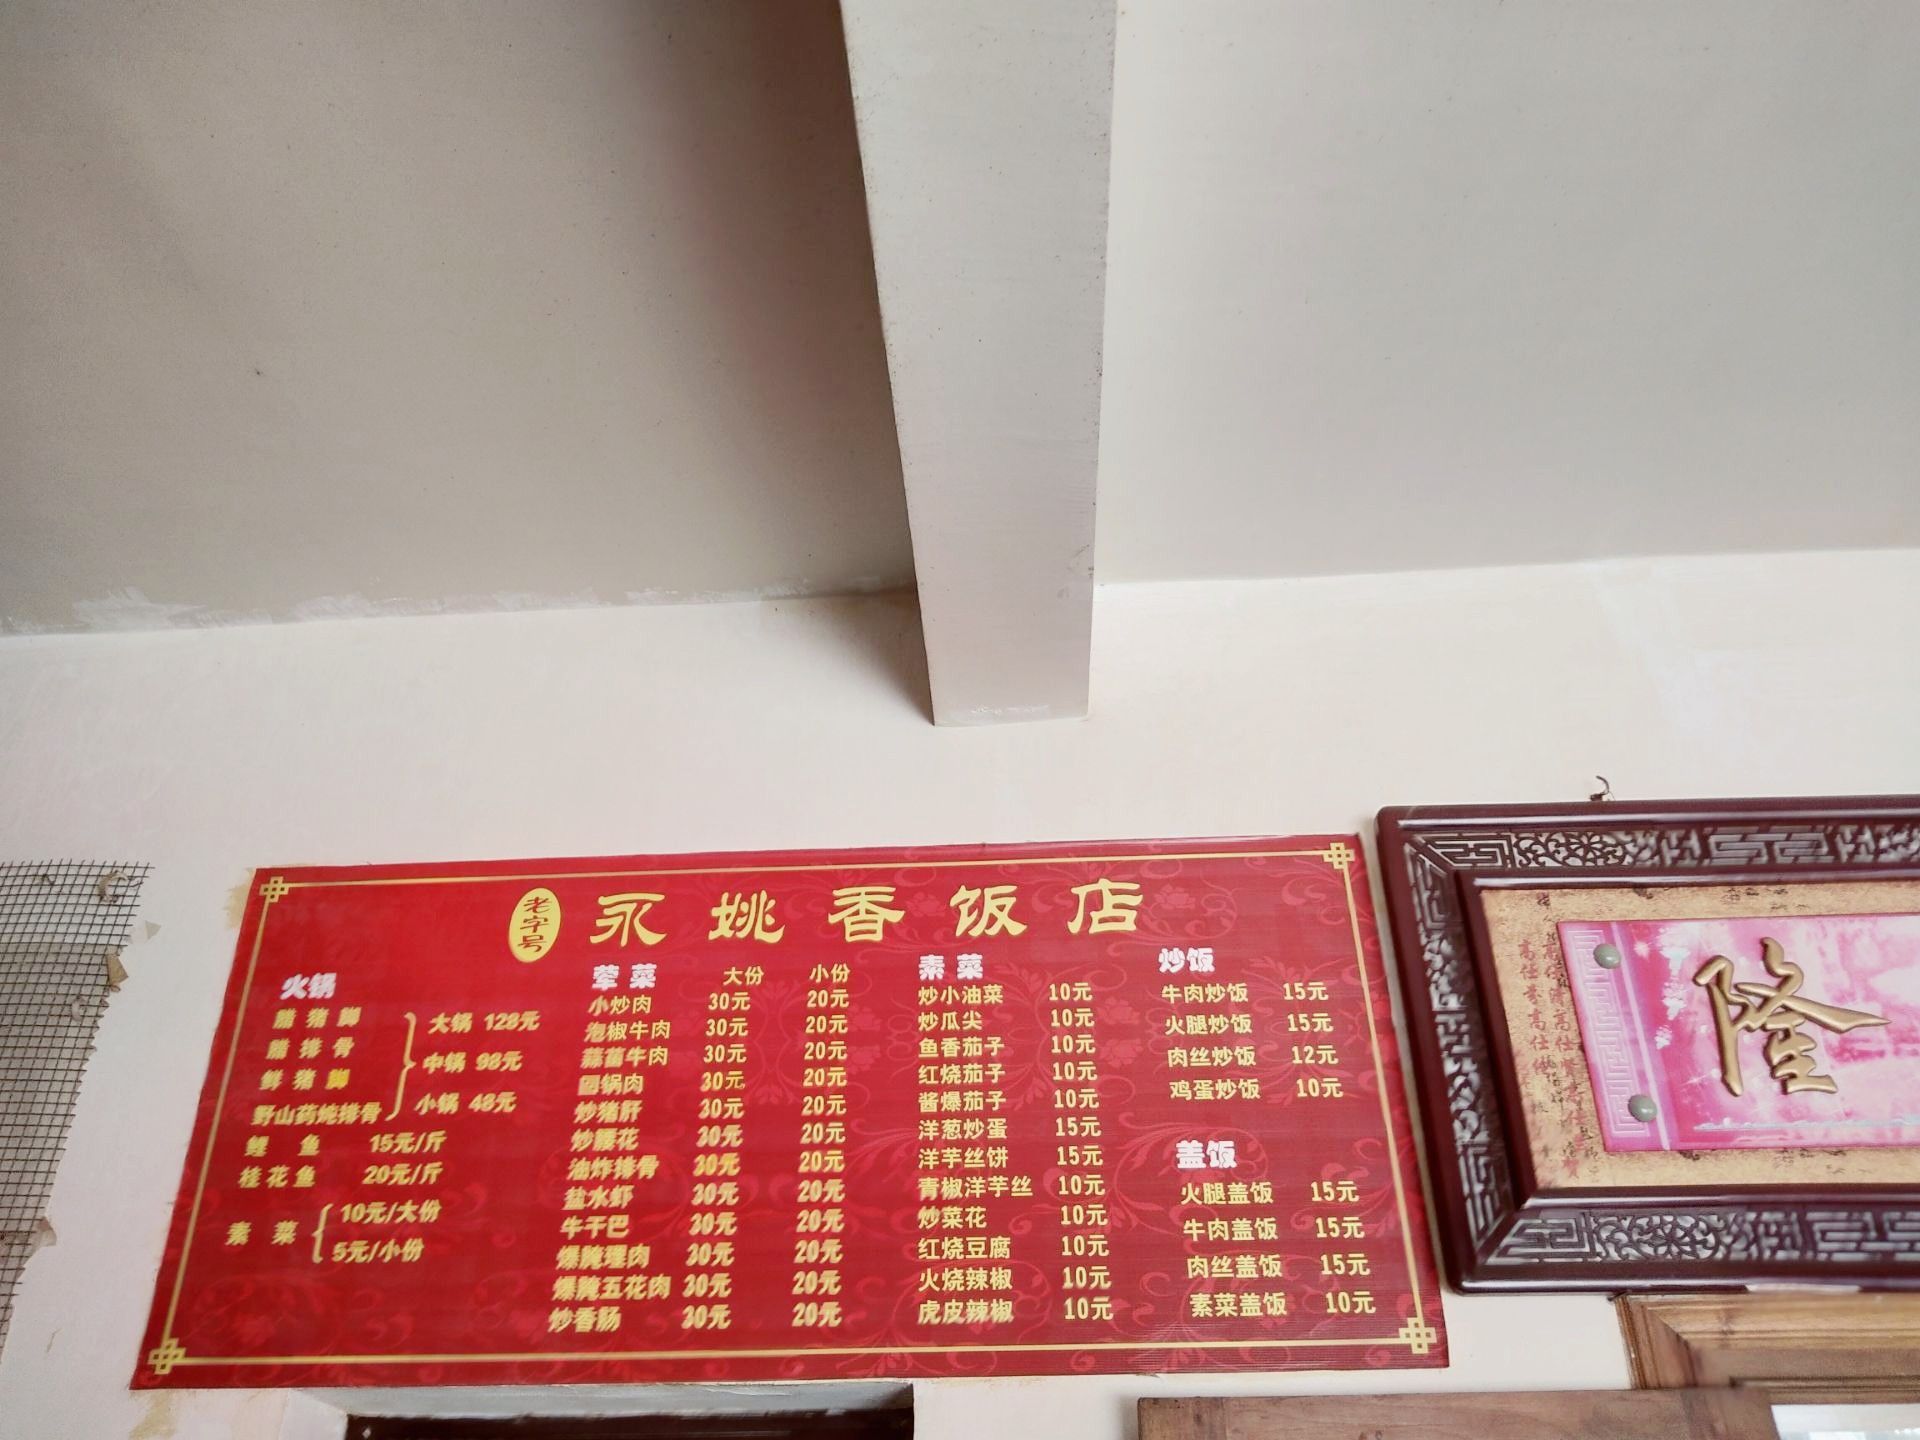 老字号 永姚香饭店
火锅
腊猪脚
腊排骨
鲜猪脚
野山药炖排骨
大锅 128元
中锅 98元
小锅 48元
鲤鱼 15元/斤
桂花鱼 20元/斤
素菜
10元/大份
5元/小份
荤菜 大份 小份
小炒肉 30元 20元
泡椒牛肉 30元 20元
蒜苗牛肉 30元 20元
回锅肉 30元 20元
炒猪肝 30元 20元
炒腰花 30元 20元
油炸排骨 30元 20元
盐水虾 30元 20元
牛干巴 30元 20元
爆腌理肉 30元 20元
爆腌五花肉 30元 20元
炒香肠 30元 20元
素菜
炒小油菜 10元
炒瓜尖 10元
鱼香茄子 10元
红烧茄子 10元
酱爆茄子 10元
洋葱炒蛋 15元
洋芋丝饼 15元
青椒洋芋丝 10元
炒菜花 10元
红烧豆腐 10元
火烧辣椒 10元
虎皮辣椒 10元
炒饭
牛肉炒饭 15元
火腿炒饭 15元
肉丝炒饭 12元
鸡蛋炒饭 10元
盖饭
火腿盖饭 15元
牛肉盖饭 15元
肉丝盖饭 15元
素菜盖饭 10元
隆